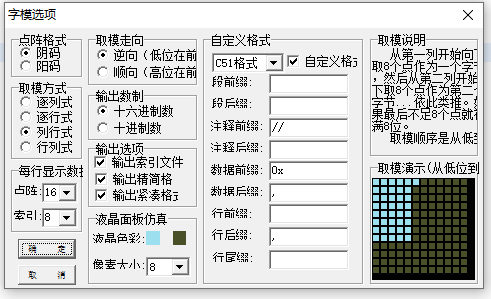 字模选项
点阵格式
阴码
阳码
取模方式
逐列式
逐行式
列行式
行列式
每行显示数据
点阵: 16
索引: 8
确 定
取 消
取模走向
逆向（低位在前
顺向（高位在前
输出数制
十六进制数
十进制数
输出选项
输出索引文件
输出精简格
输出紧凑格式
液晶面板仿真
液晶色彩:
像素大小: 8
自定义格式
C51格式
自定义格式
段前缀:
段后缀:
注释前缀: //
注释后缀:
数据前缀: 0x
数据后缀: ,
行前缀:
行后缀: ,
行尾缀:
取模说明
从第一列开始向下
取8个点作为一个字
，然后从第二列开始
下取8个点作为第二个
字节...依此类推。如
果最后不足8个点就补
满8位。
取模顺序是从低到
取模演示(从低位到